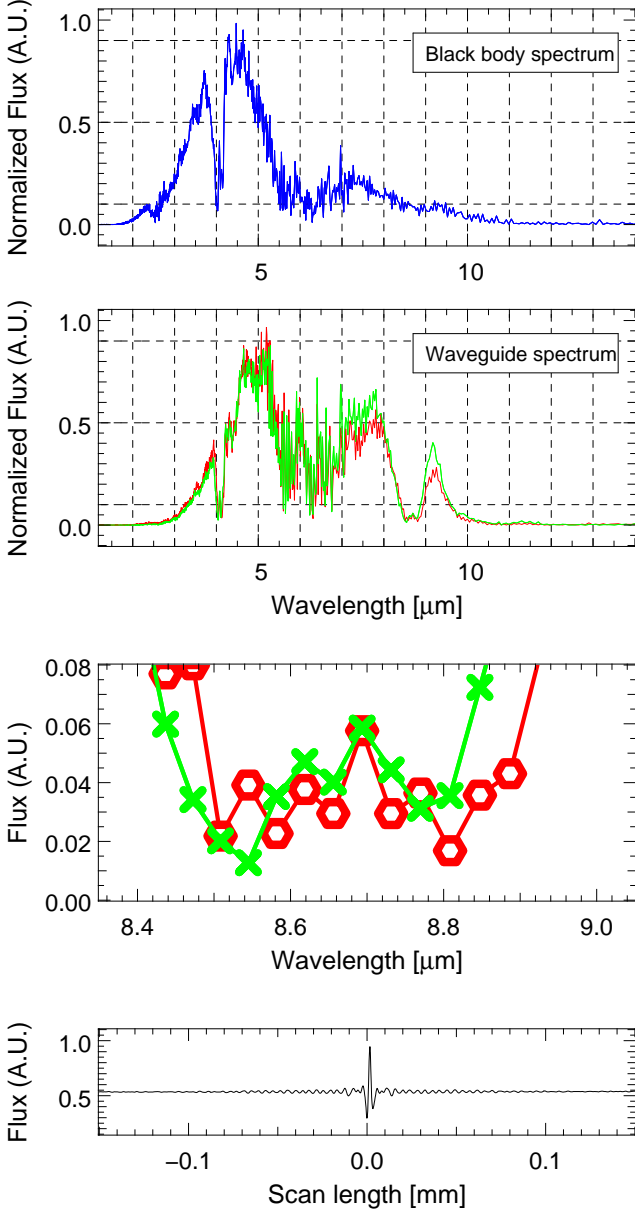 Normalized Flux (A.U.)
1.0
0.5
0.0
Black body spectrum
5
10
Normalized Flux (A.U.)
1.0
0.5
0.0
Waveguide spectrum
5
10
Wavelength [μm]
Flux (A.U.)
0.08
0.06
0.04
0.02
0.00
8.4
8.6
8.8
9.0
Wavelength [μm]
Flux (A.U.)
1.0
0.5
−0.1
0.0
0.1
Scan length [mm]